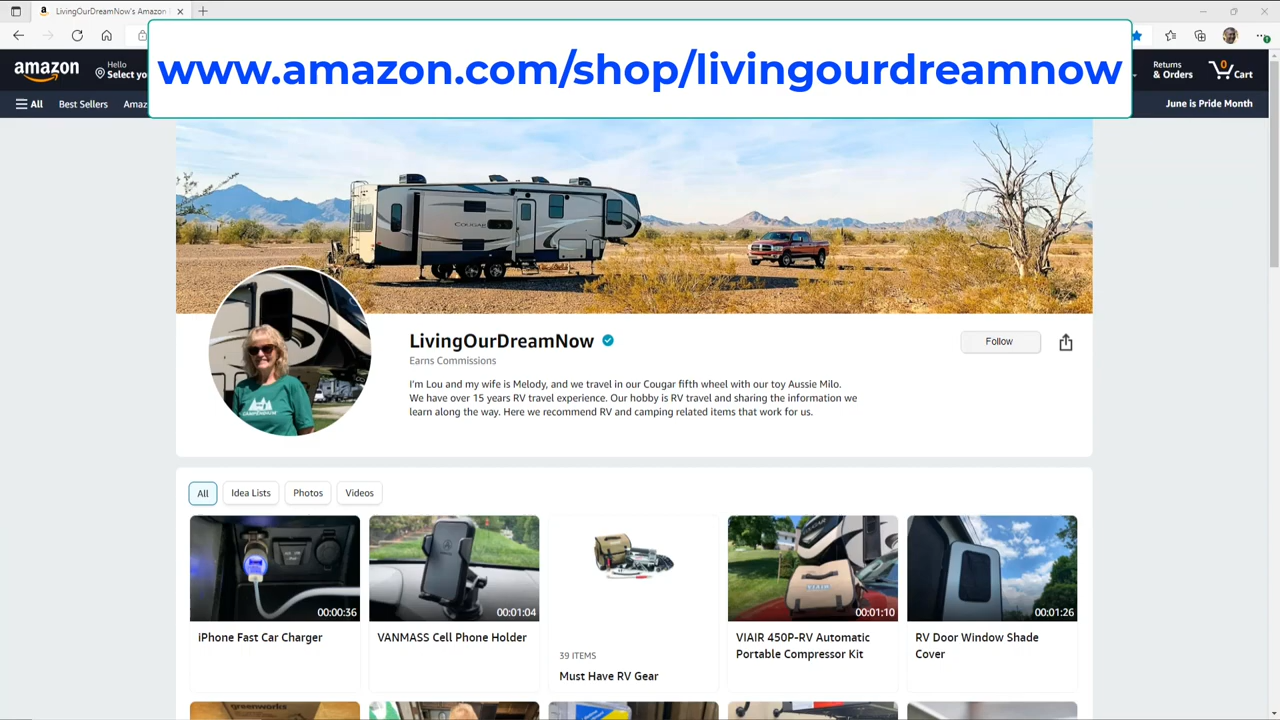 LivingOurDreamNow's Amazon
www.amazon.com/shop/livingourdreamnow
amazon
Hello
Select yo
Returns
& Orders
0
Cart
All
Best Sellers
Amaz
June is Pride Month
COUGAR
LivingOurDreamNow
Earns Commissions
Follow
I'm Lou and my wife is Melody, and we travel in our Cougar fifth wheel with our toy Aussie Milo.
We have over 15 years RV travel experience. Our hobby is RV travel and sharing the information we
learn along the way. Here we recommend RV and camping related items that work for us.
All
Idea Lists
Photos
Videos
00:00:36
00:01:04
COUGAR
VIAIR
00:01:10
00:01:26
iPhone Fast Car Charger
VANMASS Cell Phone Holder
39 ITEMS
Must Have RV Gear
VIAIR 450P-RV Automatic
Portable Compressor Kit
RV Door Window Shade
Cover
greenworks